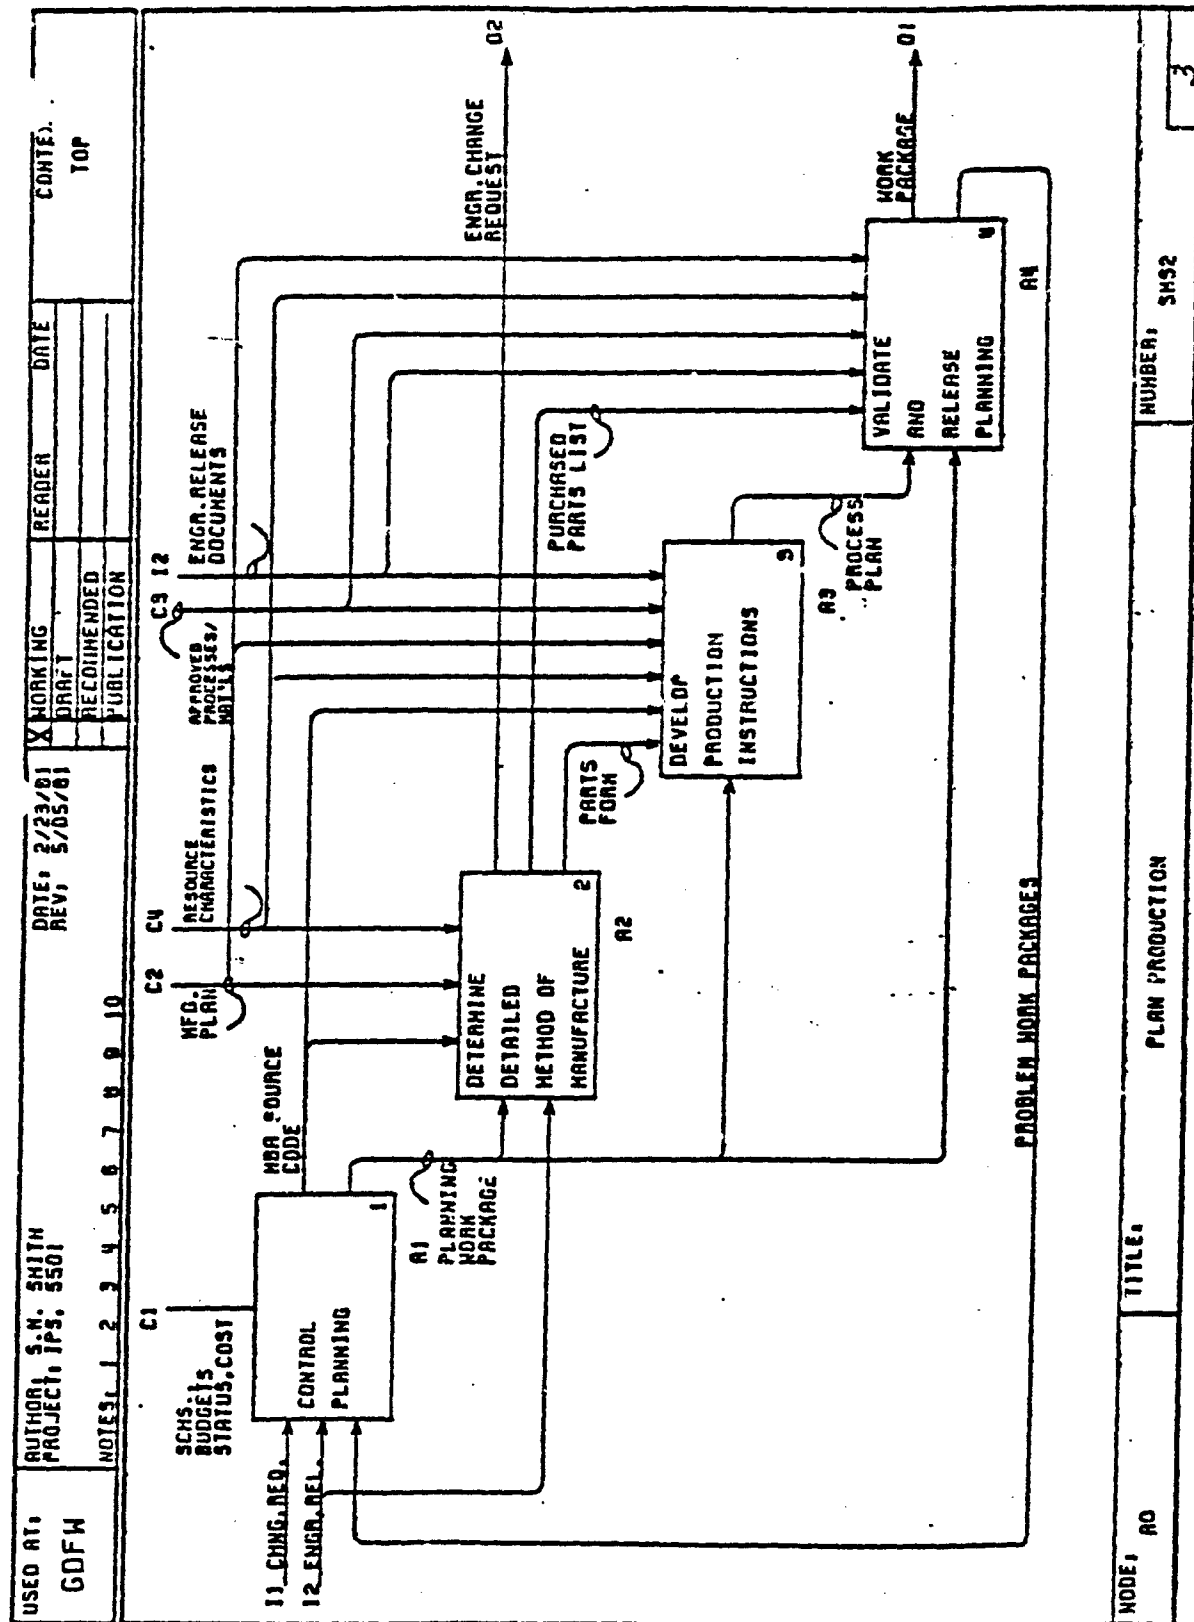 USED AT:
GDFW
AUTHOR: S.N. SMITH
PROJECT: IPS, 5501
NOTES: 1 2 3 4 5 6 7 8 9 10
DATE: 2/23/81
REV: 5/05/81
X WORKING
DRAFT
RECOMMENDED
PUBLICATION
READER DATE
CONTEXT.
TOP
C1
SCHS.,
BUDGETS
STATUS,COST
I1 CHNG.REQ.
I2 ENGR.REL.
CONTROL
PLANNING
1
A1
PLANNING
WORK
PACKAGE
MBA SOURCE
CODE
C2
MFG.
PLAN
C4
RESOURCE
CHARACTERISTICS
DETERMINE
DETAILED
METHOD OF
MANUFACTURE
2
A2
C3
APPROVED
PROCESSES/
MAT'LS
I2
ENGR.RELEASE
DOCUMENTS
PARTS
FORM
PURCHASED
PARTS LIST
DEVELOP
PRODUCTION
INSTRUCTIONS
3
A3
PROCESS
PLAN
ENGR.CHANGE
REQUEST
O2
VALIDATE
AND
RELEASE
PLANNING
4
A4
WORK
PACKAGE
O1
PROBLEM WORK PACKAGES
NODE:
A0
TITLE:
PLAN PRODUCTION
NUMBER:
SMS2
3